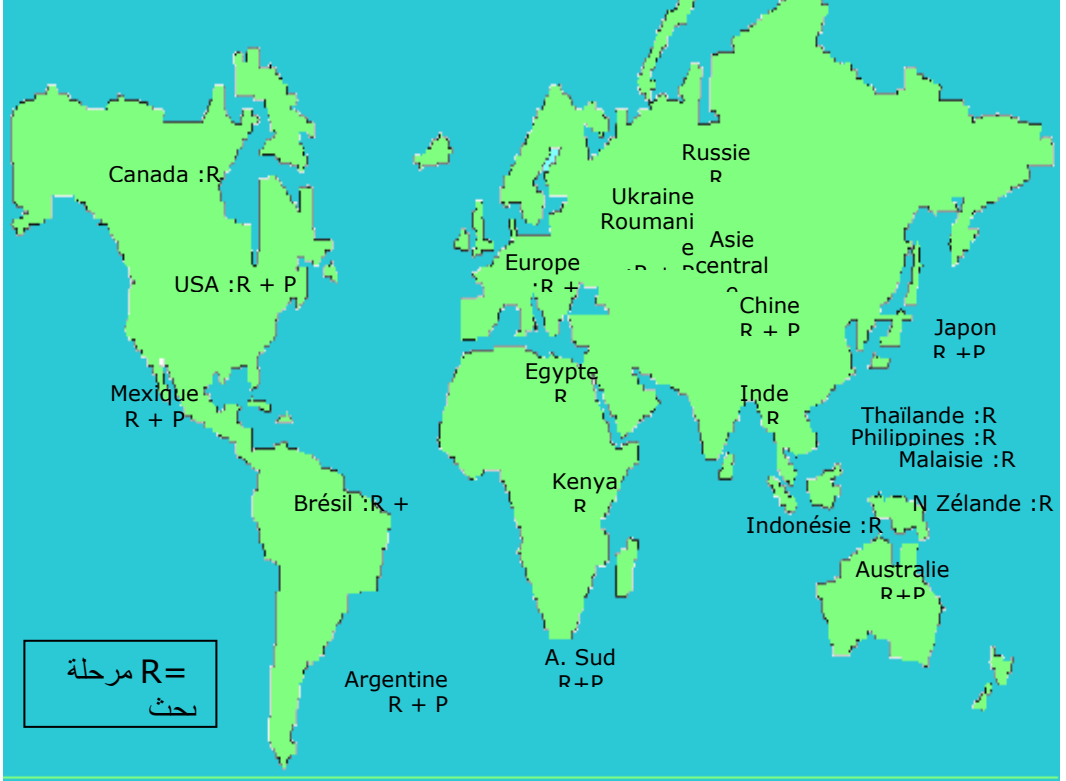 Russie
R
Canada :R
Ukraine
Roumani
e
Asie
central
Europe
:R +
USA :R + P
Chine
R + P
Japon
R +P
Egypte
R
Mexique
R + P
Inde
R
Thaïlande :R
Philippines :R
Malaisie :R
Kenya
R
Brésil :R +
N Zélande :R
Indonésie :R
Australie
R+P
A. Sud
R+P
Argentine
R + P
R= مرحلة
بحث